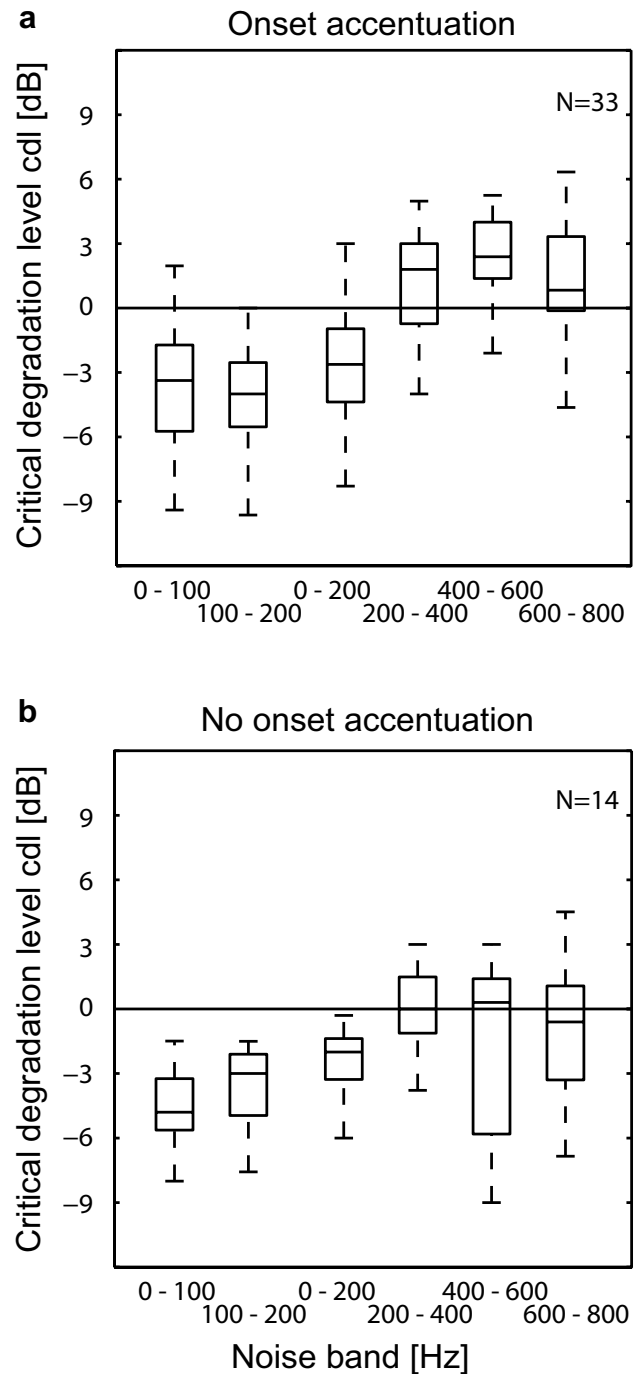 a
Onset accentuation
Critical degradation level cdl [dB]
N=33
9
6
3
0
−3
−6
−9
0 - 100
0 - 200
400 - 600
100 - 200
200 - 400
600 - 800
b
No onset accentuation
Critical degradation level cdl [dB]
N=14
9
6
3
0
−3
−6
−9
0 - 100
0 - 200
400 - 600
100 - 200
200 - 400
600 - 800
Noise band [Hz]